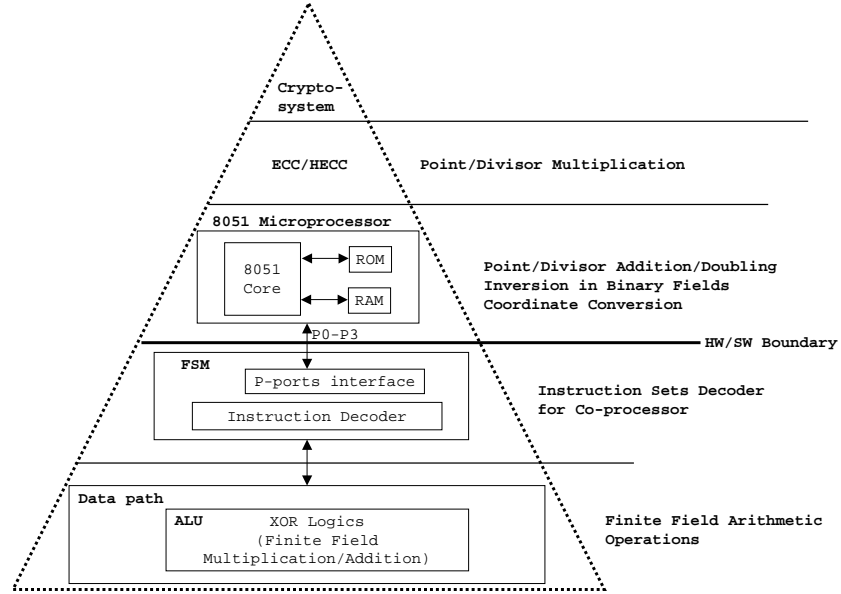 Crypto-
system
ECC/HECC
Point/Divisor Multiplication
8051 Microprocessor
8051
Core
ROM
RAM
Point/Divisor Addition/Doubling
Inversion in Binary Fields
Coordinate Conversion
P0-P3
HW/SW Boundary
FSM
P-ports interface
Instruction Decoder
Instruction Sets Decoder
for Co-processor
Data path
ALU
XOR Logics
(Finite Field
Multiplication/Addition)
Finite Field Arithmetic
Operations